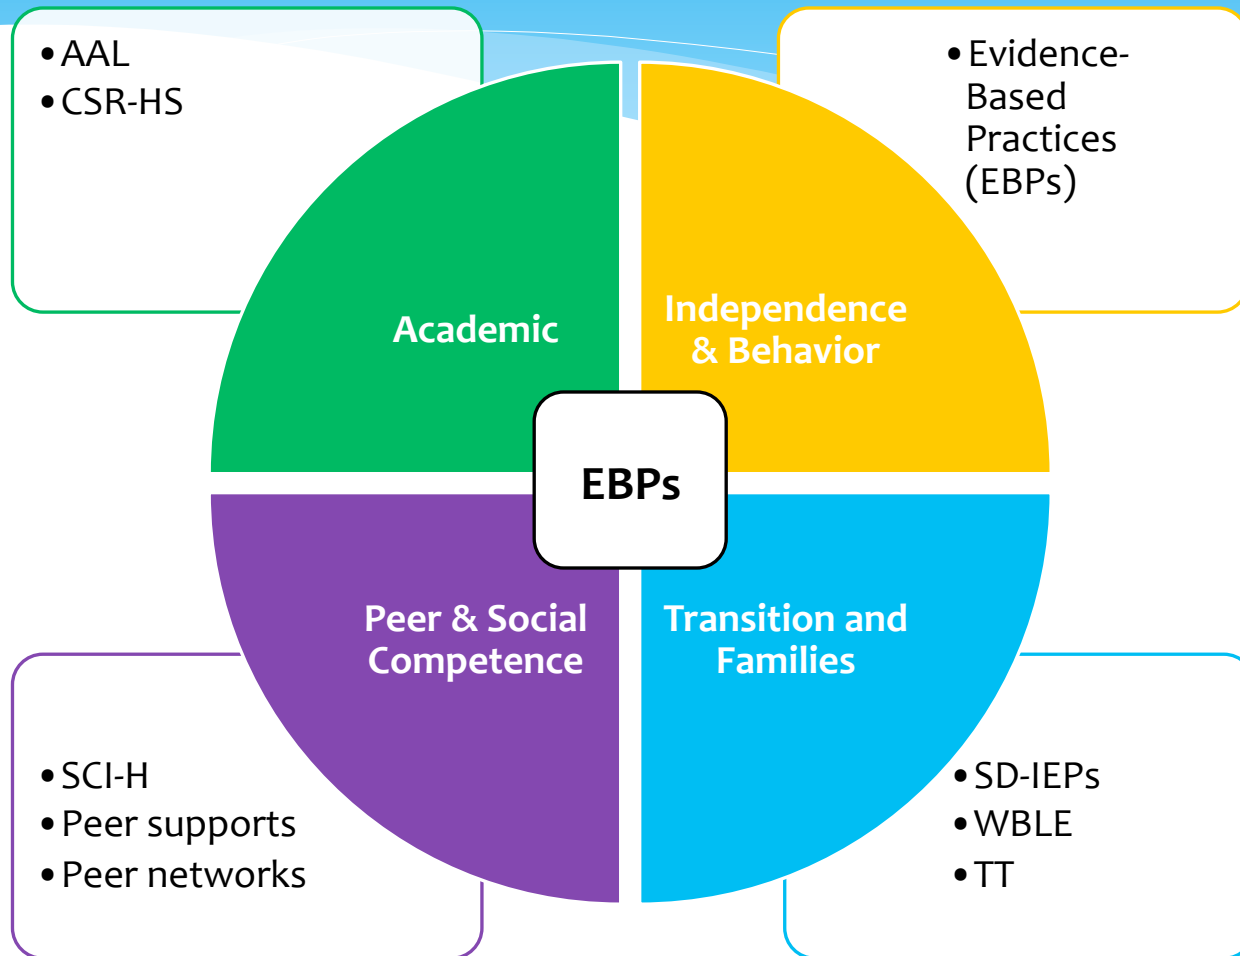 • AAL
• CSR-HS
• Evidence-
Based
Practices
(EBPs)
Academic
Independence
& Behavior
EBPs
Peer & Social
Competence
Transition and
Families
• SCI-H
• Peer supports
• Peer networks
• SD-IEPs
• WBLE
• TT